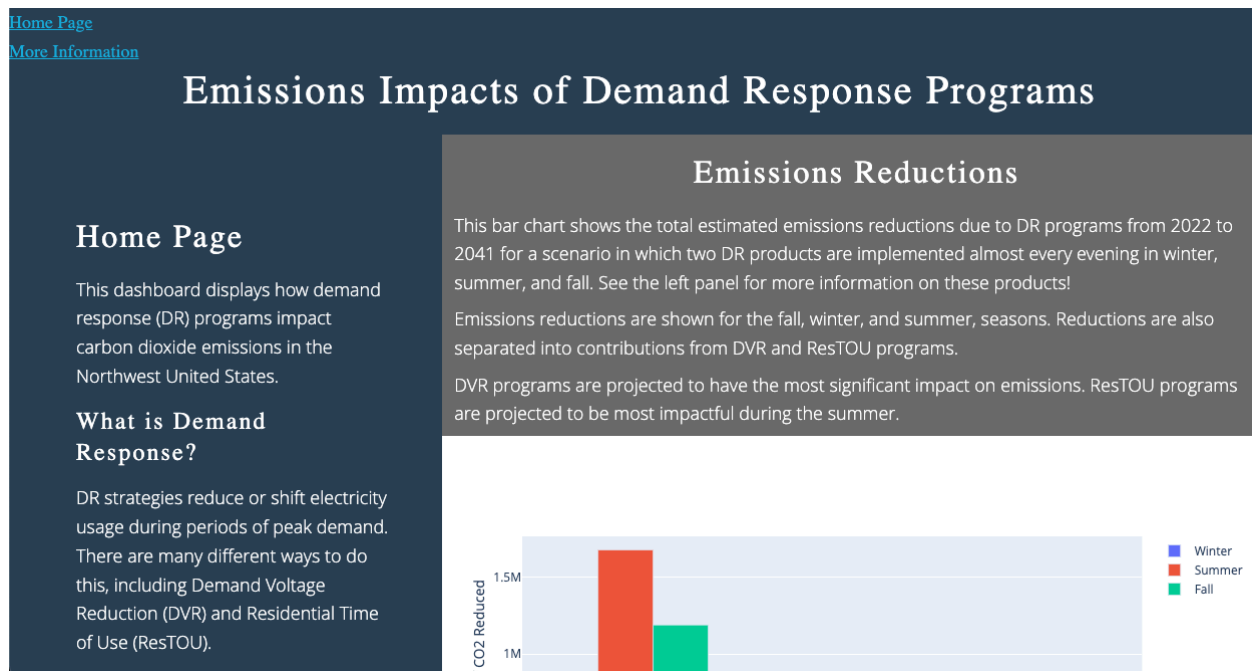 Home Page
More Information
Emissions Impacts of Demand Response Programs
Home Page
This dashboard displays how demand
response (DR) programs impact
carbon dioxide emissions in the
Northwest United States.
What is Demand
Response?
DR strategies reduce or shift electricity
usage during periods of peak demand.
There are many different ways to do
this, including Demand Voltage
Reduction (DVR) and Residential Time
of Use (ResTOU).
Emissions Reductions
This bar chart shows the total estimated emissions reductions due to DR programs from 2022 to
2041 for a scenario in which two DR products are implemented almost every evening in winter,
summer, and fall. See the left panel for more information on these products!
Emissions reductions are shown for the fall, winter, and summer, seasons. Reductions are also
separated into contributions from DVR and ResTOU programs.
DVR programs are projected to have the most significant impact on emissions. ResTOU programs
are projected to be most impactful during the summer.
1.5M
1M
CO2 Reduced
Winter
Summer
Fall